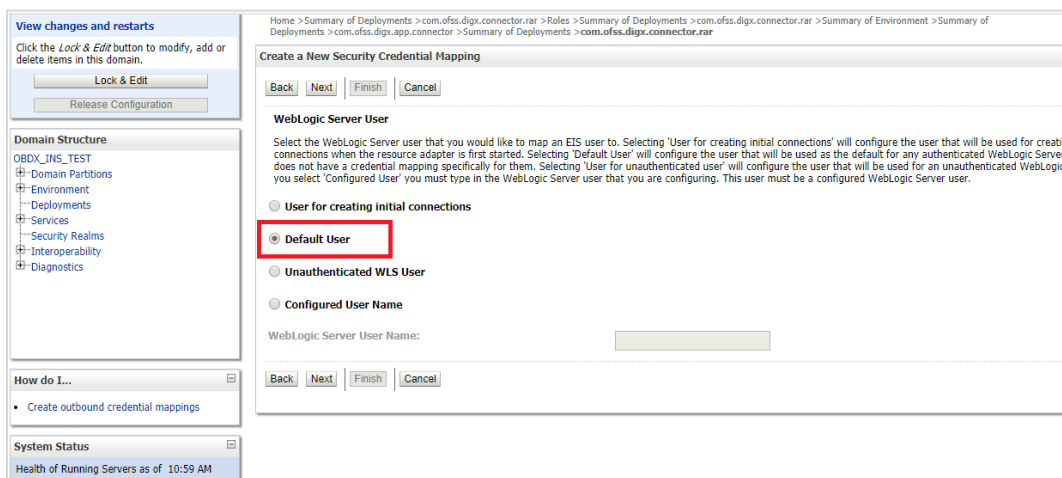 View changes and restarts
Click the Lock & Edit button to modify, add or
delete items in this domain.
Lock & Edit
Release Configuration
Domain Structure
OBDX_INS_TEST
Domain Partitions
Environment
Deployments
Services
Security Realms
Interoperability
Diagnostics
How do I...
Create outbound credential mappings
System Status
Health of Running Servers as of 10:59 AM
Home >Summary of Deployments >com.ofss.digx.connector.rar >Roles >Summary of Deployments >com.ofss.digx.connector.rar >Summary of Environment >Summary of
Deployments >com.ofss.digx.app.connector >Summary of Deployments >com.ofss.digx.connector.rar
Create a New Security Credential Mapping
Back Next Finish Cancel
WebLogic Server User
Select the WebLogic Server user that you would like to map an EIS user to. Selecting 'User for creating initial connections' will configure the user that will be used for creati
connections when the resource adapter is first started. Selecting 'Default User' will configure the user that will be used as the default for any authenticated WebLogic Serve
does not have a credential mapping specifically for them. Selecting 'User for unauthenticated user' will configure the user that will be used for an unauthenticated WebLogic
you select 'Configured User' you must type in the WebLogic Server user that you are configuring. This user must be a configured WebLogic Server user.
User for creating initial connections
Default User
Unauthenticated WLS User
Configured User Name
WebLogic Server User Name:
Back Next Finish Cancel